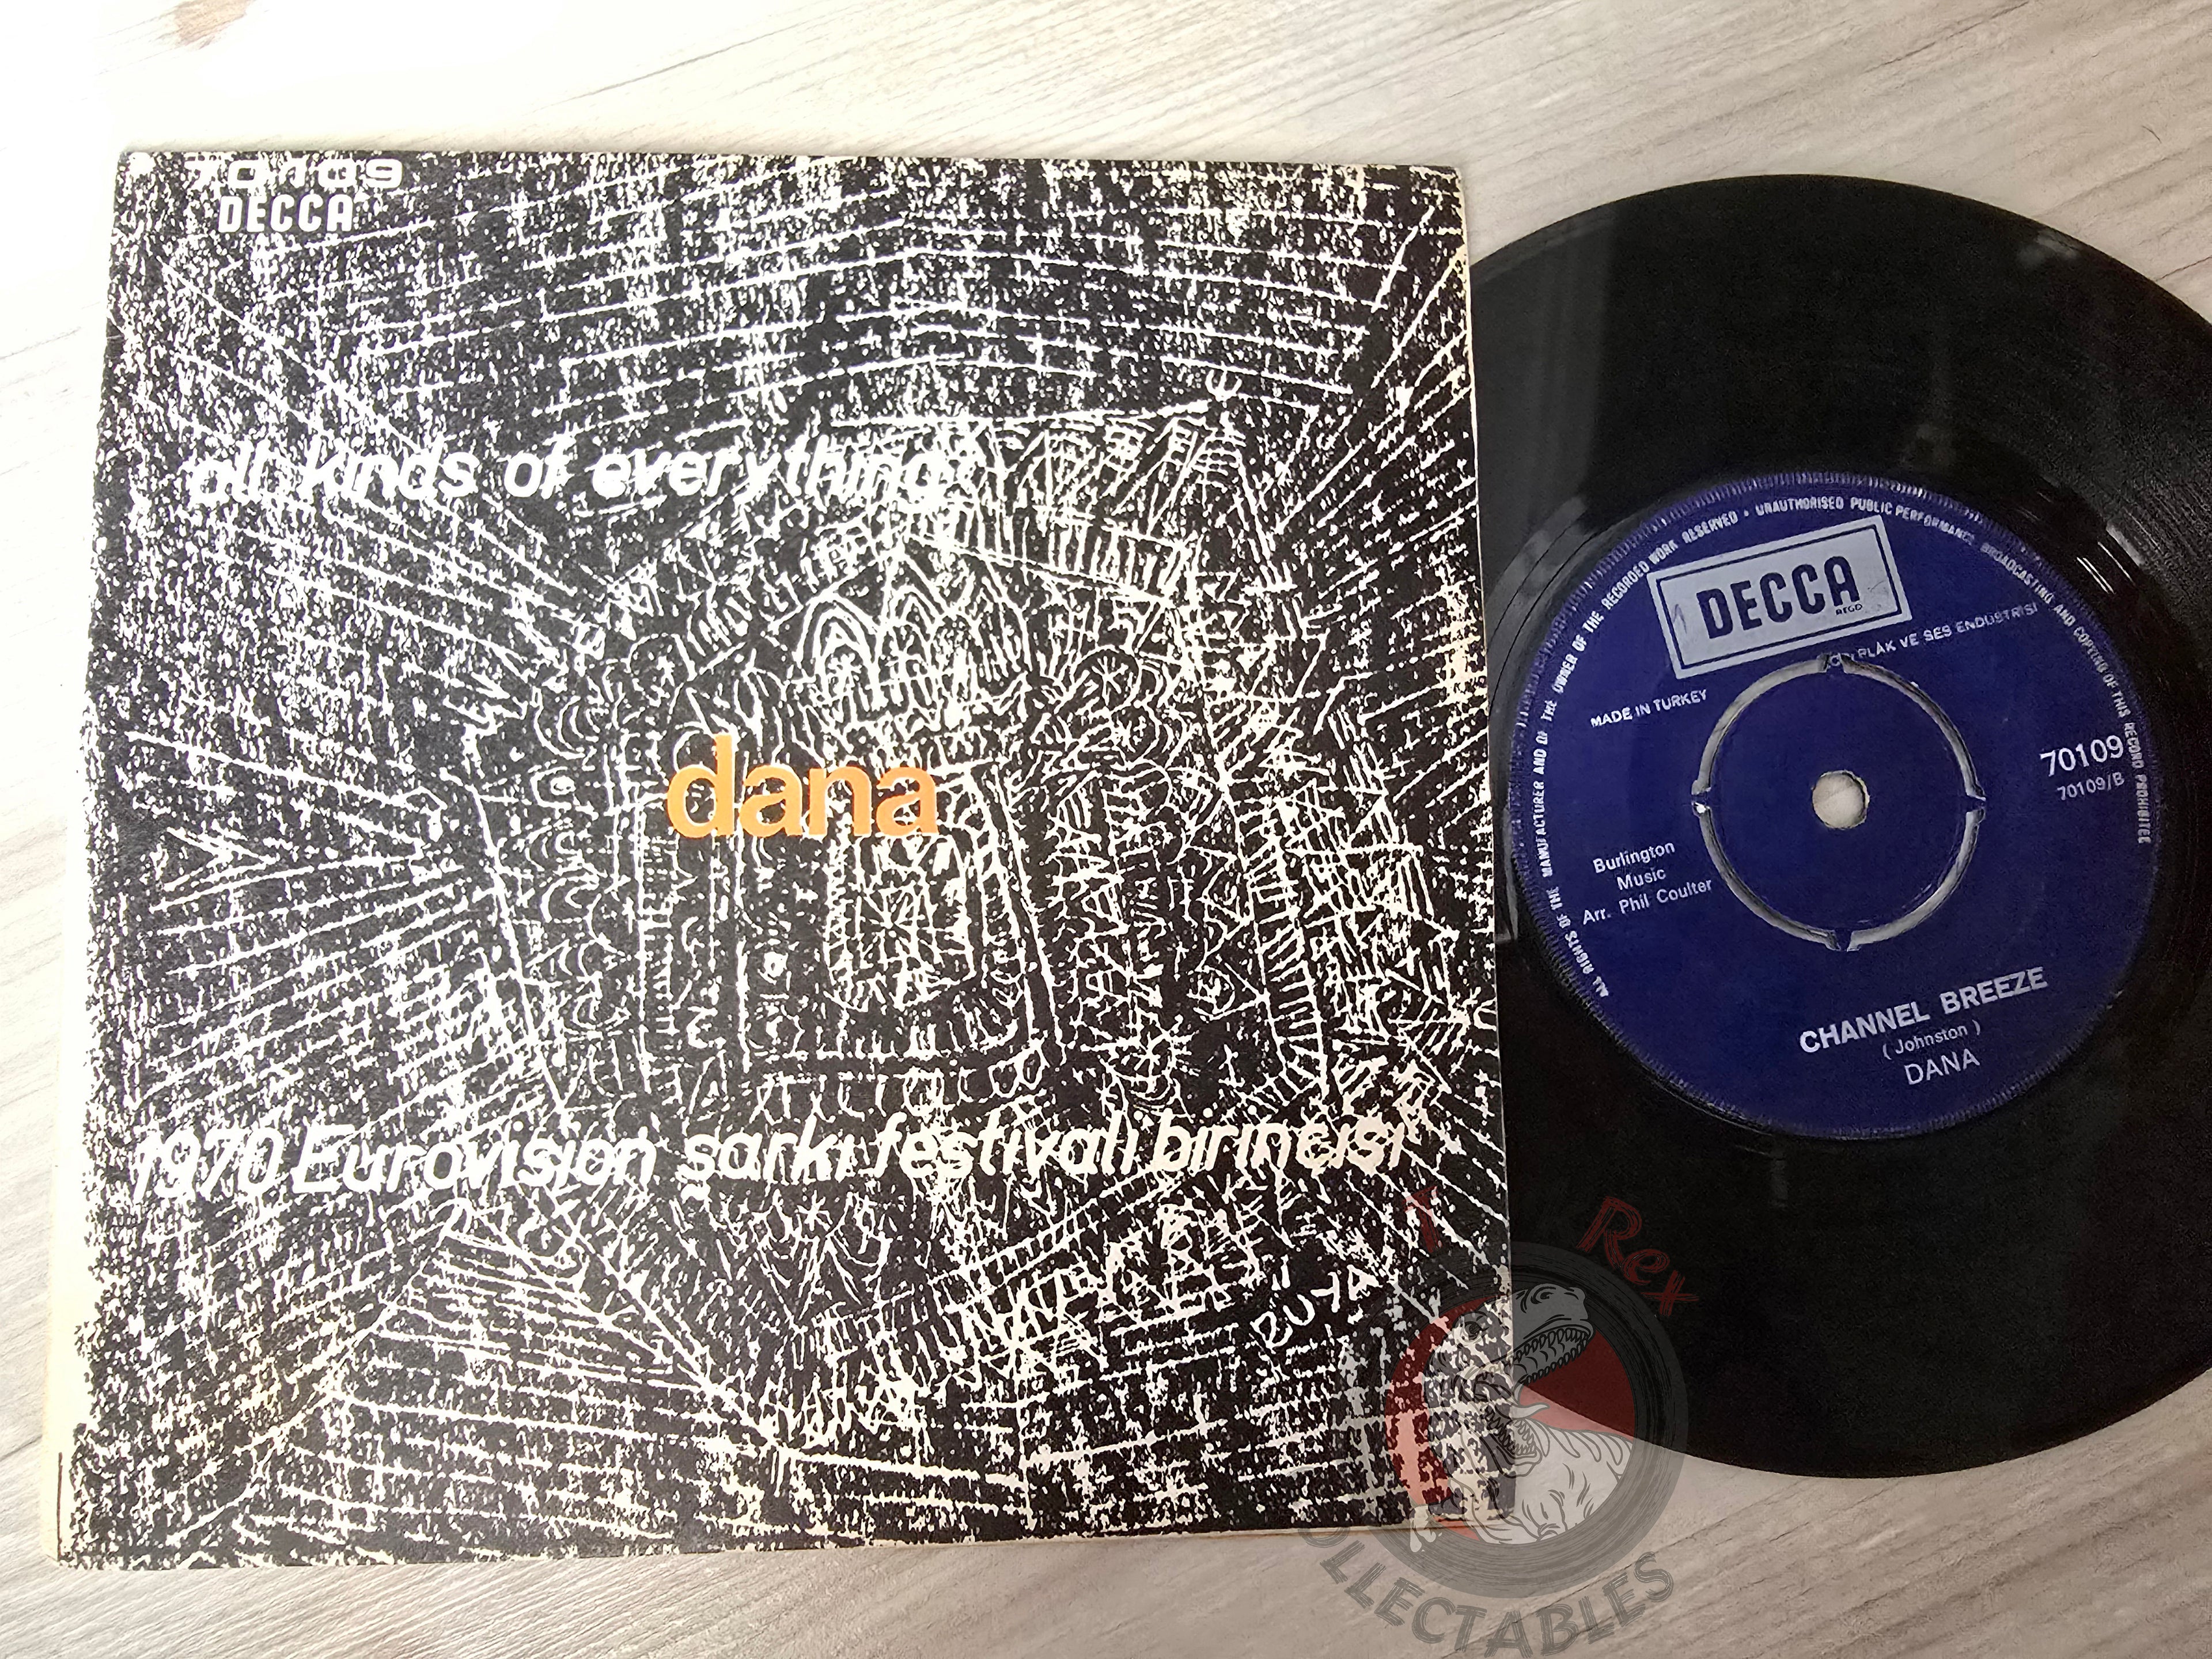 70109
DECCA
all kinds of everything
dana
1970 Eurovision şarkı festivali birincisi
BUYA
ALL RIGHTS OF THE MANUFACTURER AND OF THE OWNER OF THE RECORDED WORK RESERVED • UNAUTHORISED PUBLIC PERFORMANCE BROADCASTING AND COPYING OF THIS RECORD PROHIBITED
DECCA
REGD
PLAK VE SES ENDÜSTRİSİ
MADE IN TURKEY
70109
70109/B
Burlington
Music
Arr. Phil Coulter
CHANNEL BREEZE
( Johnston )
DANA
T Rex
COLLECTABLES